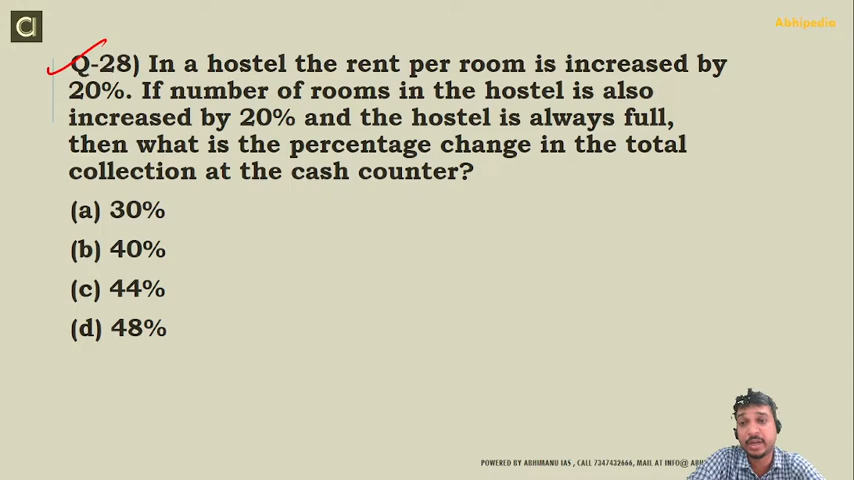 a
Abhipedia
Q-28) In a hostel the rent per room is increased by
20%. If number of rooms in the hostel is also
increased by 20% and the hostel is always full,
then what is the percentage change in the total
collection at the cash counter?
(a) 30%
(b) 40%
(c) 44%
(d) 48%
POWERED BY ABHIMANU IAS , CALL 7347432666, MAIL AT INFO@